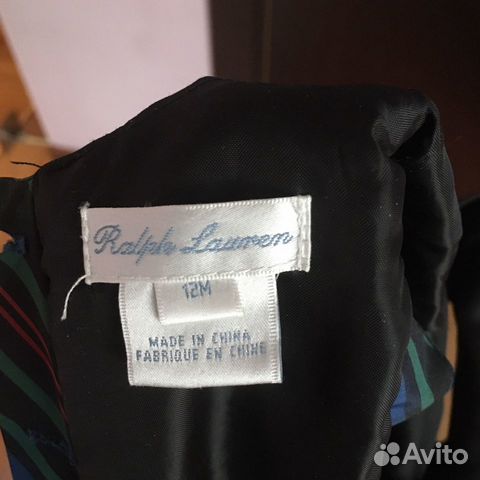 Ralph Lauren
12M
MADE IN CHINA
FABRIQUE EN CHINE
Avito